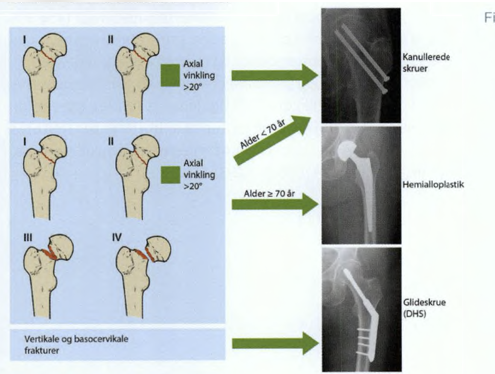 Fi
I
II
Axial
vinkling
>20°
Kanullerede
skruer
I
II
Axial
vinkling
>20°
Alder < 70 år
Alder ≥ 70 år
Hemialloplastik
III
IV
Glideskrue
(DHS)
Vertikale og basocervikale
frakturer